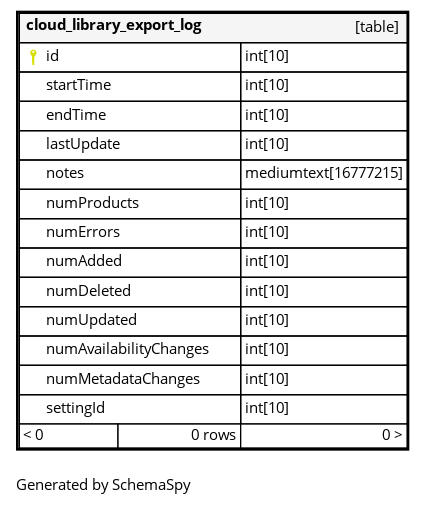 cloud_library_export_log [table]
id int[10]
startTime int[10]
endTime int[10]
lastUpdate int[10]
notes mediumtext[16777215]
numProducts int[10]
numErrors int[10]
numAdded int[10]
numDeleted int[10]
numUpdated int[10]
numAvailabilityChanges int[10]
numMetadataChanges int[10]
settingId int[10]
< 0 0 rows 0 >
Generated by SchemaSpy